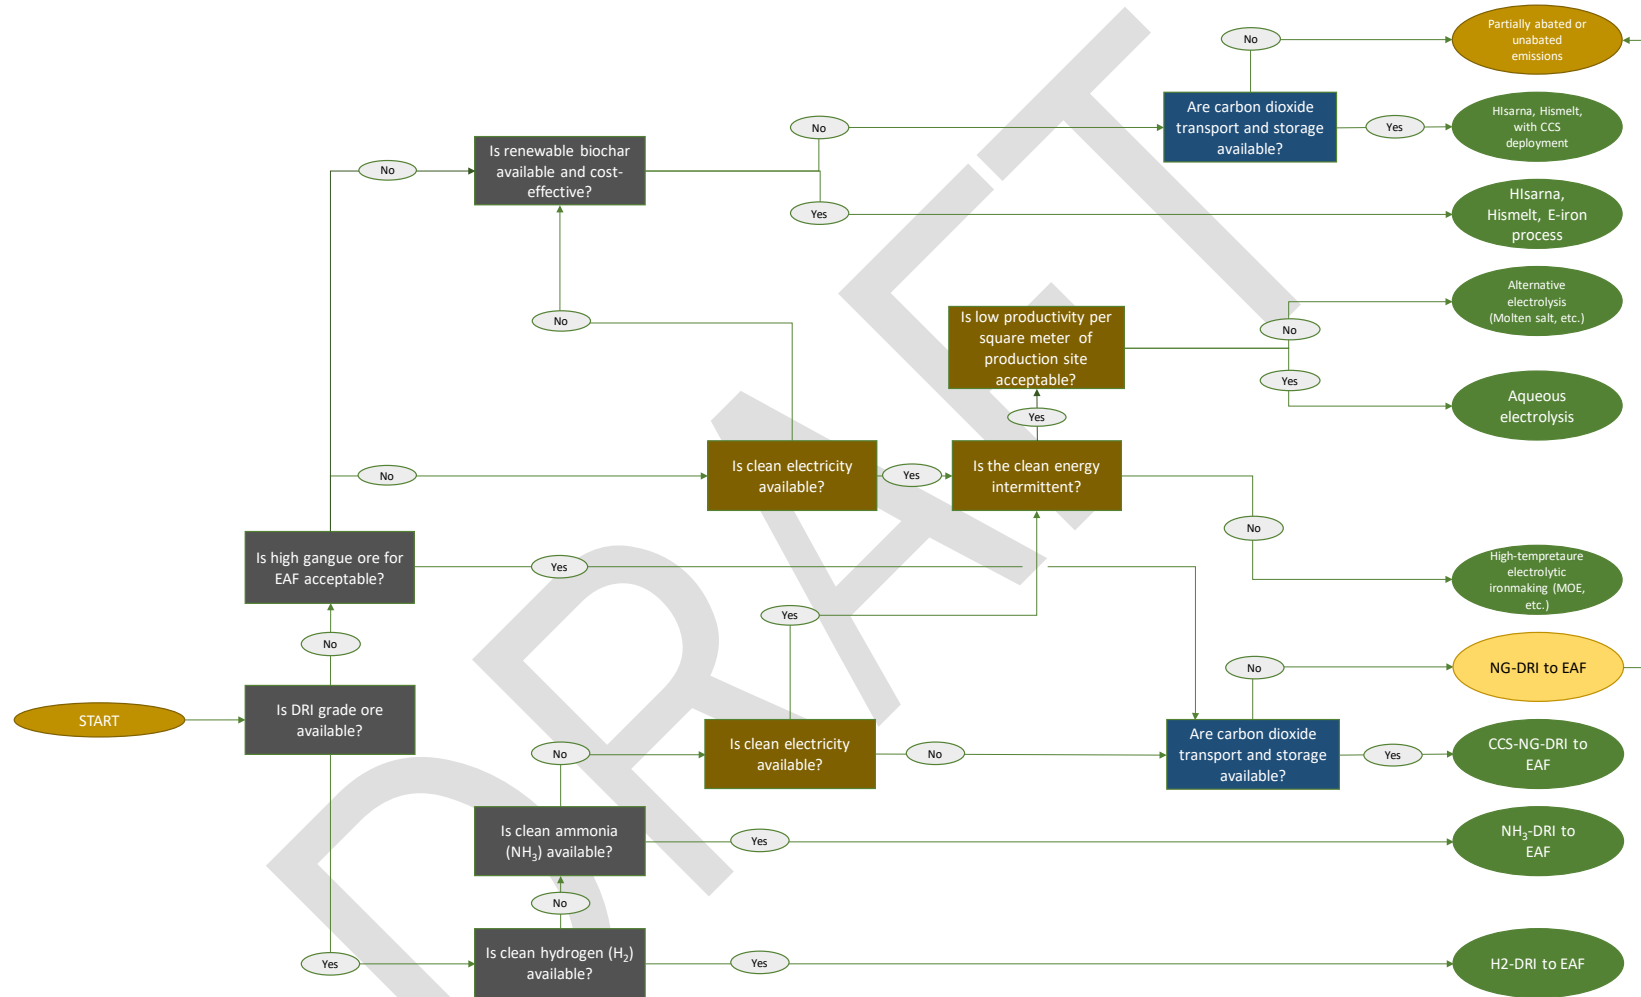 No
Partially abated or
unabated
emissions
Are carbon dioxide
transport and storage
available?
Yes
HIsarna, Hismelt,
with CCS
deployment
No
Is renewable biochar
available and cost-
effective?
No
Yes
HIsarna,
Hismelt, E-iron
process
No
Is low productivity per
square meter of
production site
acceptable?
No
Alternative
electrolysis
(Molten salt, etc.)
Yes
Aqueous
electrolysis
Yes
No
Is clean electricity
available?
Yes
Is the clean energy
intermittent?
No
Is high gangue ore for
EAF acceptable?
Yes
High-tempretaure
electrolytic
ironmaking (MOE,
etc.)
No
Yes
No
NG-DRI to EAF
START
Is DRI grade ore
available?
No
Is clean electricity
available?
No
Are carbon dioxide
transport and storage
available?
Yes
CCS-NG-DRI to
EAF
Is clean ammonia
(NH3) available?
Yes
NH3-DRI to
EAF
No
Yes
Is clean hydrogen (H2)
available?
Yes
H2-DRI to EAF
DRAFT